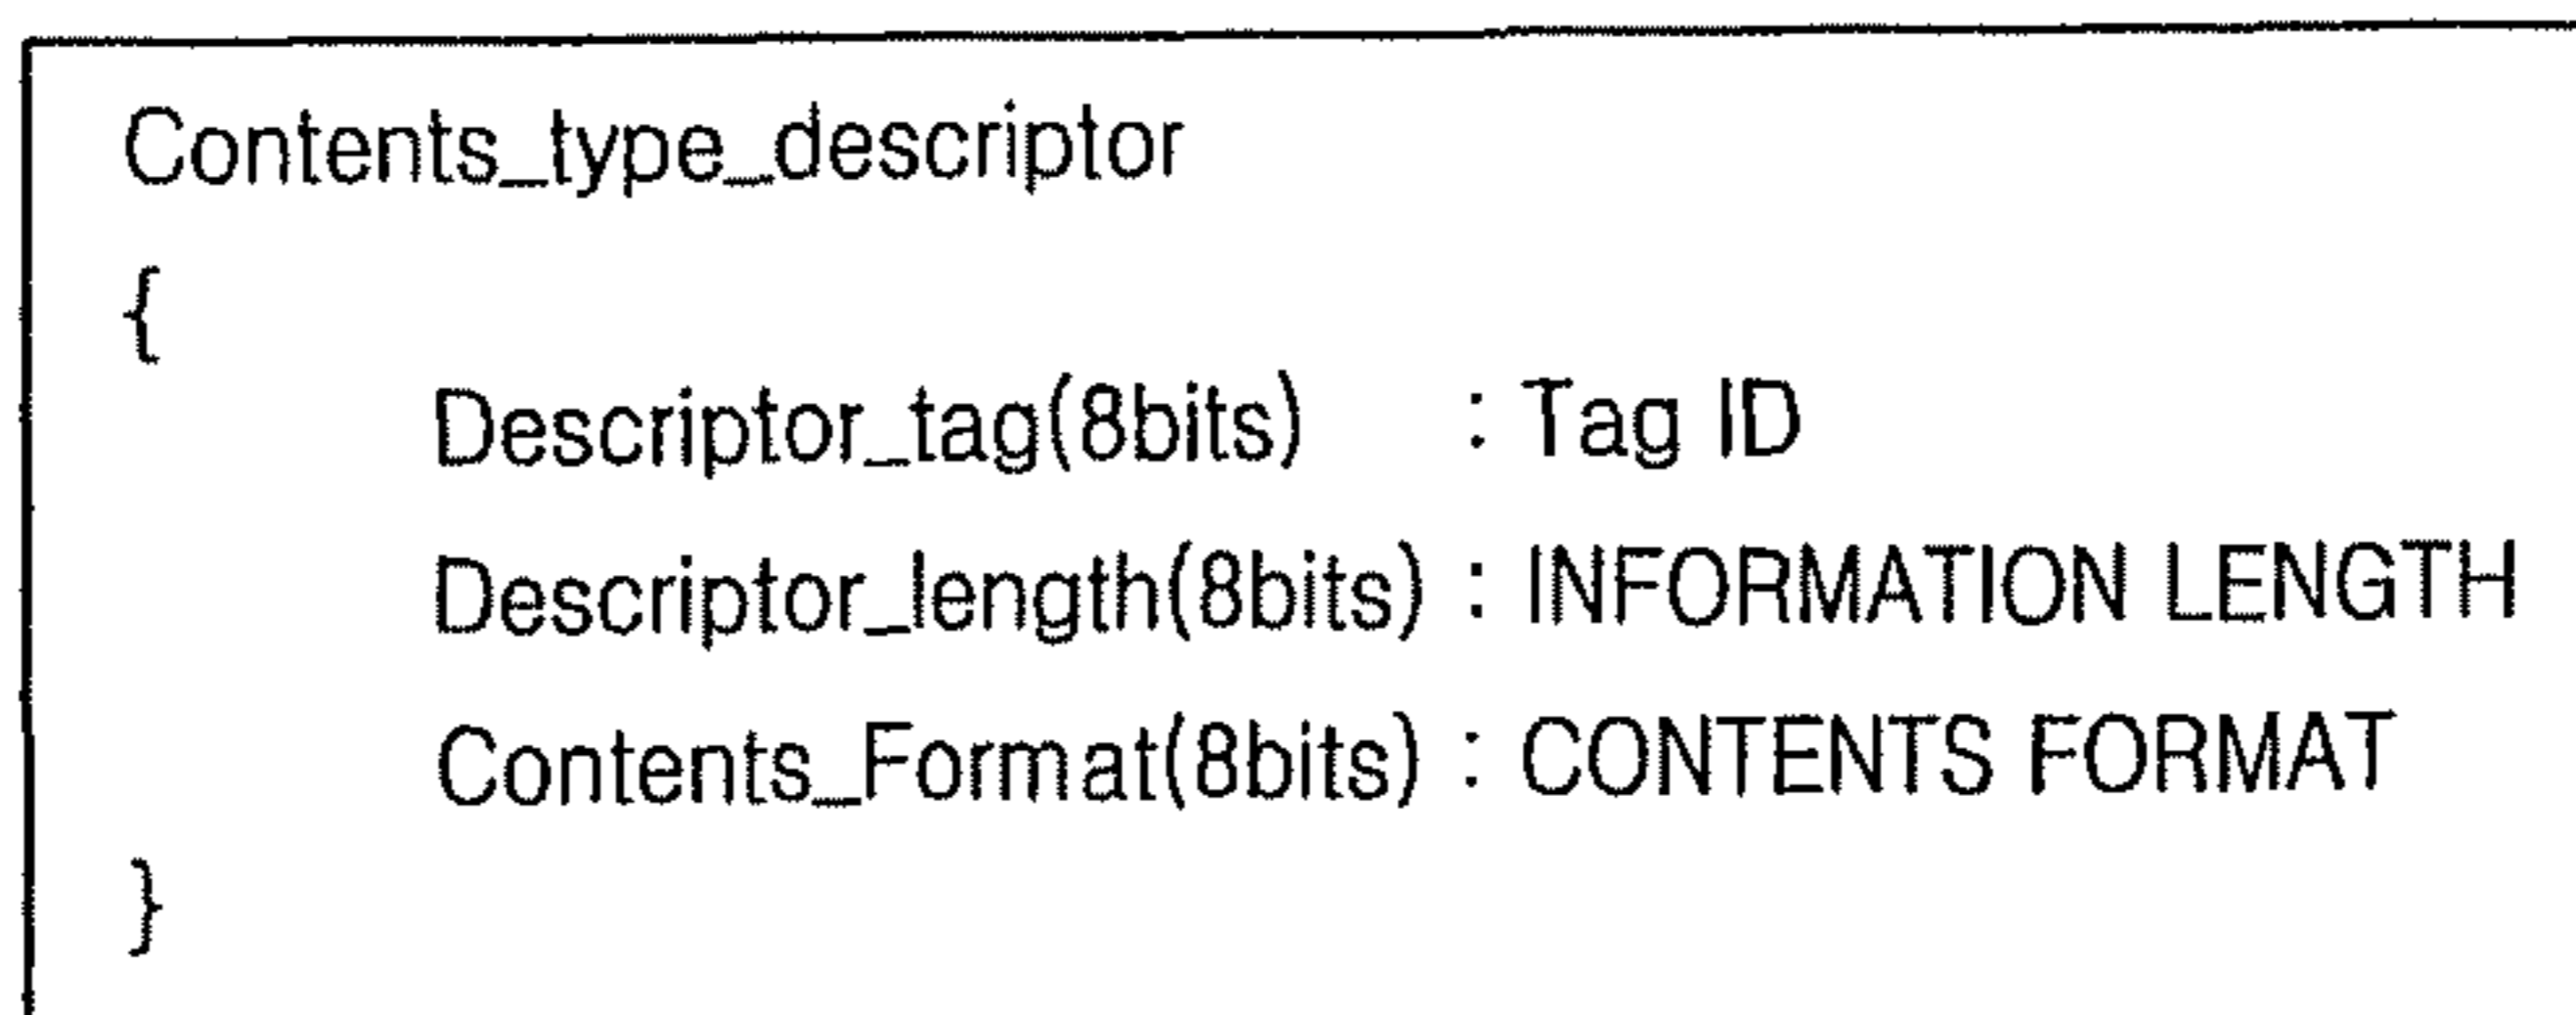 Contents_type_descriptor
{
Descriptor_tag(8bits) : Tag ID
Descriptor_length(8bits) : INFORMATION LENGTH
Contents_Format(8bits) : CONTENTS FORMAT
}